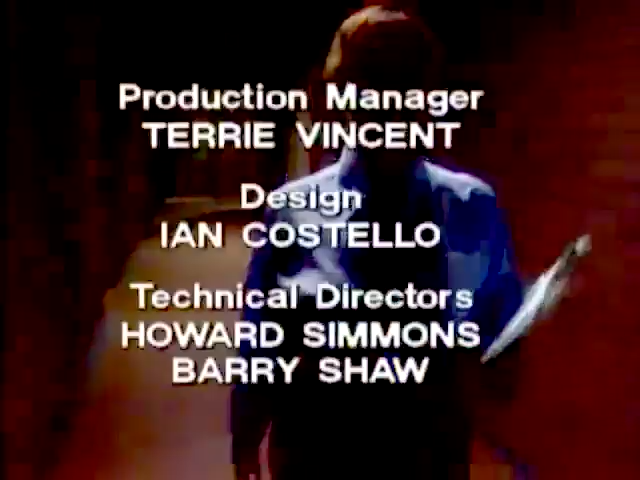 Production Manager
TERRIE VINCENT
Design
IAN COSTELLO
Technical Directors
HOWARD SIMMONS
BARRY SHAW